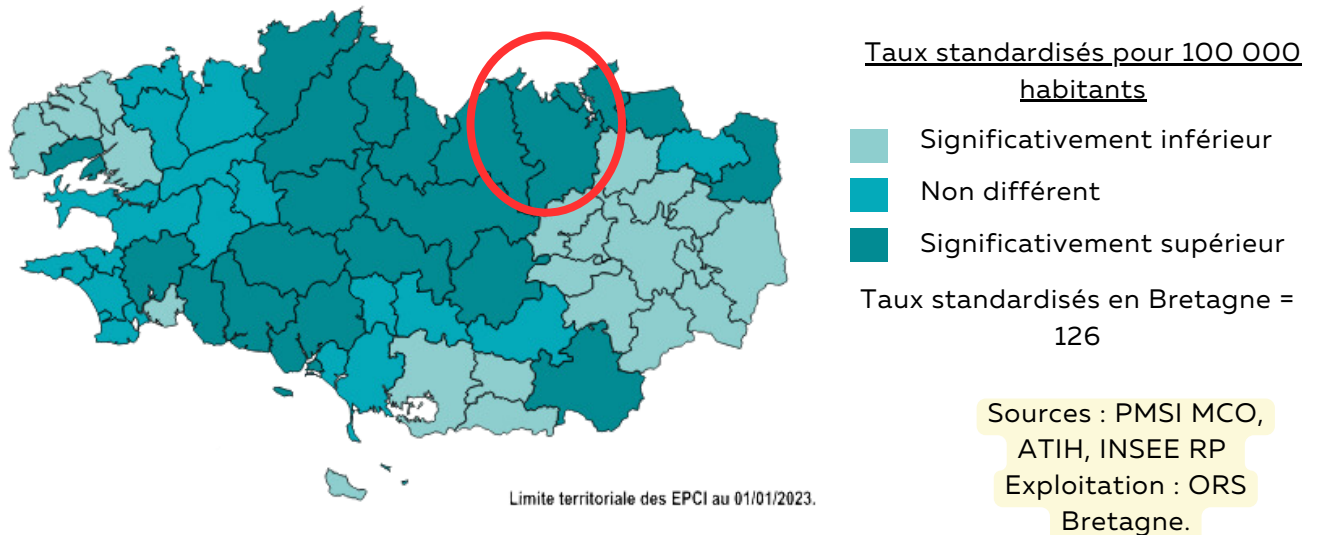 Taux standardisés pour 100 000
habitants
Significativement inférieur
Non différent
Significativement supérieur
Taux standardisés en Bretagne =
126
Sources : PMSI MCO,
ATIH, INSEE RP
Exploitation : ORS
Bretagne.
Limite territoriale des EPCI au 01/01/2023.